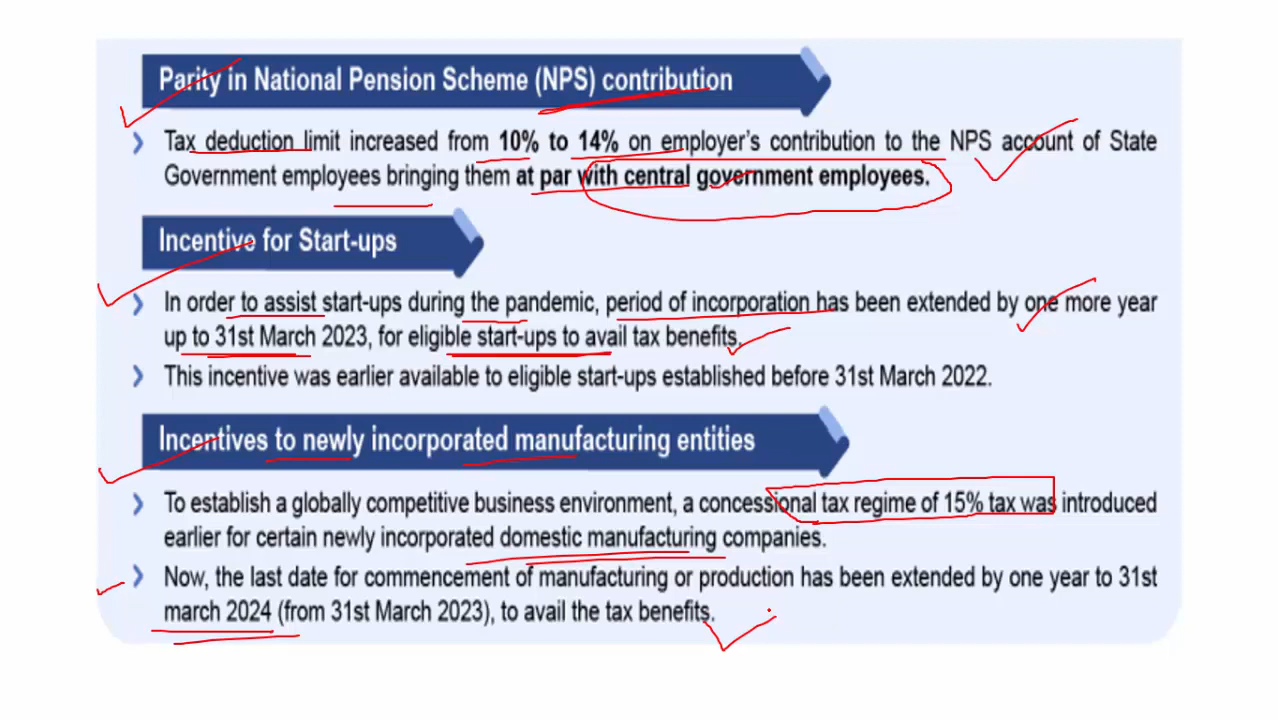 Parity in National Pension Scheme (NPS) contribution
Tax deduction limit increased from 10% to 14% on employer's contribution to the NPS account of State
Government employees bringing them at par with central government employees.
Incentive for Start-ups
In order to assist start-ups during the pandemic, period of incorporation has been extended by one more year
up to 31st March 2023, for eligible start-ups to avail tax benefits.
This incentive was earlier available to eligible start-ups established before 31st March 2022.
Incentives to newly incorporated manufacturing entities
To establish a globally competitive business environment, a concessional tax regime of 15% tax was introduced
earlier for certain newly incorporated domestic manufacturing companies.
Now, the last date for commencement of manufacturing or production has been extended by one year to 31st
march 2024 (from 31st March 2023), to avail the tax benefits.